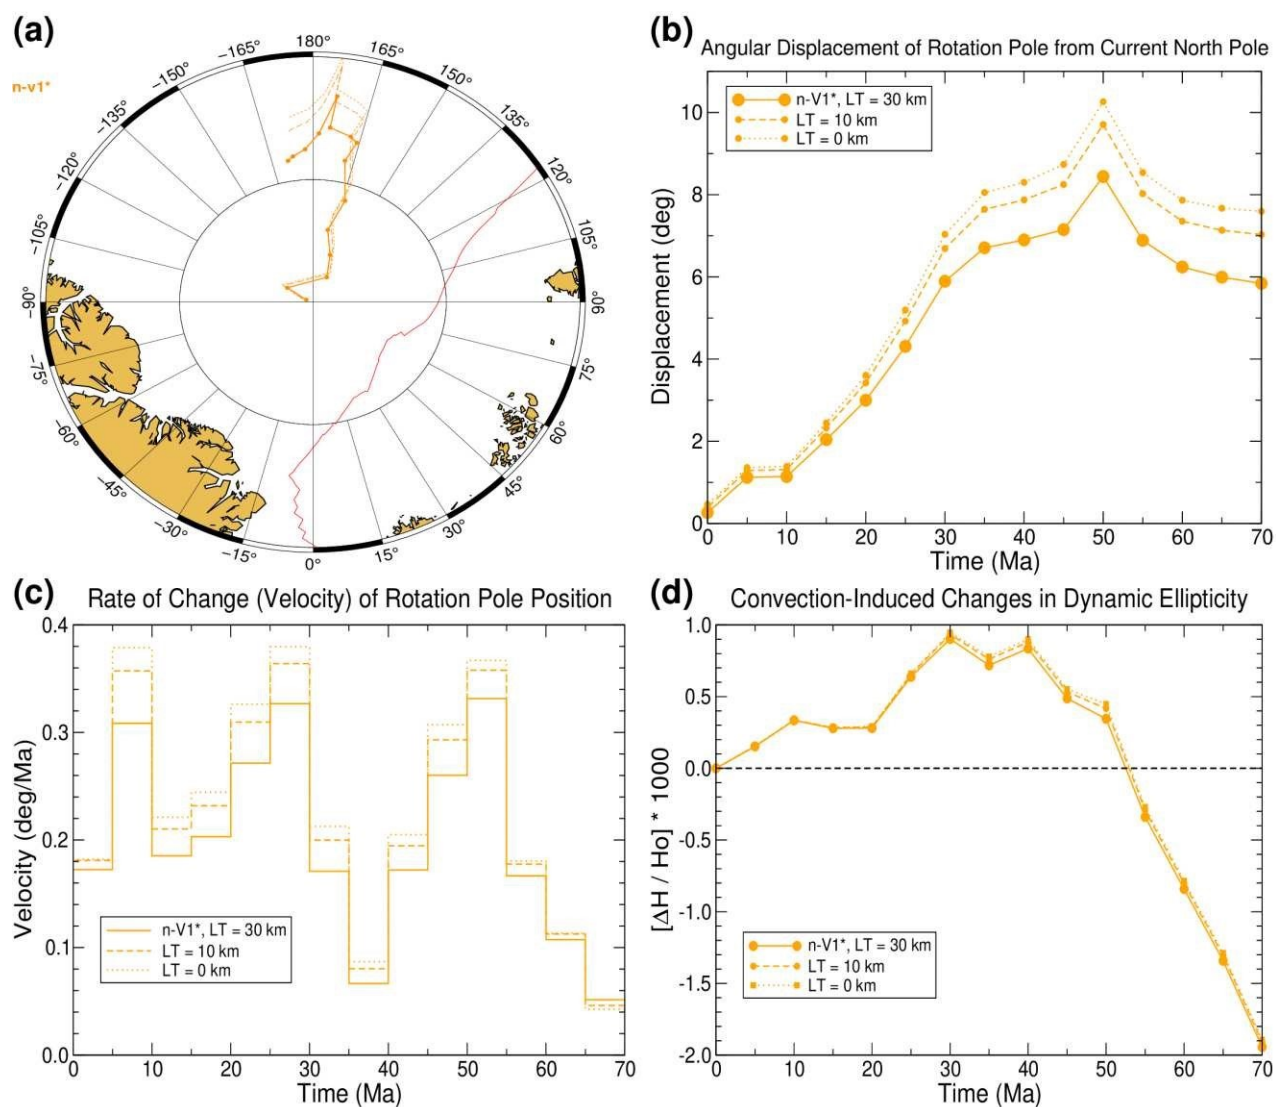 (a)
n-v1*
180°
165°
150°
135°
120°
105°
90°
75°
60°
45°
30°
15°
0°
−15°
−30°
−45°
−60°
−75°
−90°
−105°
−120°
−135°
−150°
−165°
(b)
Angular Displacement of Rotation Pole from Current North Pole
n-V1*, LT = 30 km
LT = 10 km
LT = 0 km
Displacement (deg)
10
8
6
4
2
0
0 10 20 30 40 50 60 70
Time (Ma)
(c)
Rate of Change (Velocity) of Rotation Pole Position
Velocity (deg/Ma)
0.4
0.3
0.2
0.1
0.0
n-V1*, LT = 30 km
LT = 10 km
LT = 0 km
0 10 20 30 40 50 60 70
Time (Ma)
(d)
Convection-Induced Changes in Dynamic Ellipticity
[ΔH / Ho] * 1000
1.0
0.5
0.0
-0.5
-1.0
-1.5
-2.0
n-V1*, LT = 30 km
LT = 10 km
LT = 0 km
0 10 20 30 40 50 60 70
Time (Ma)